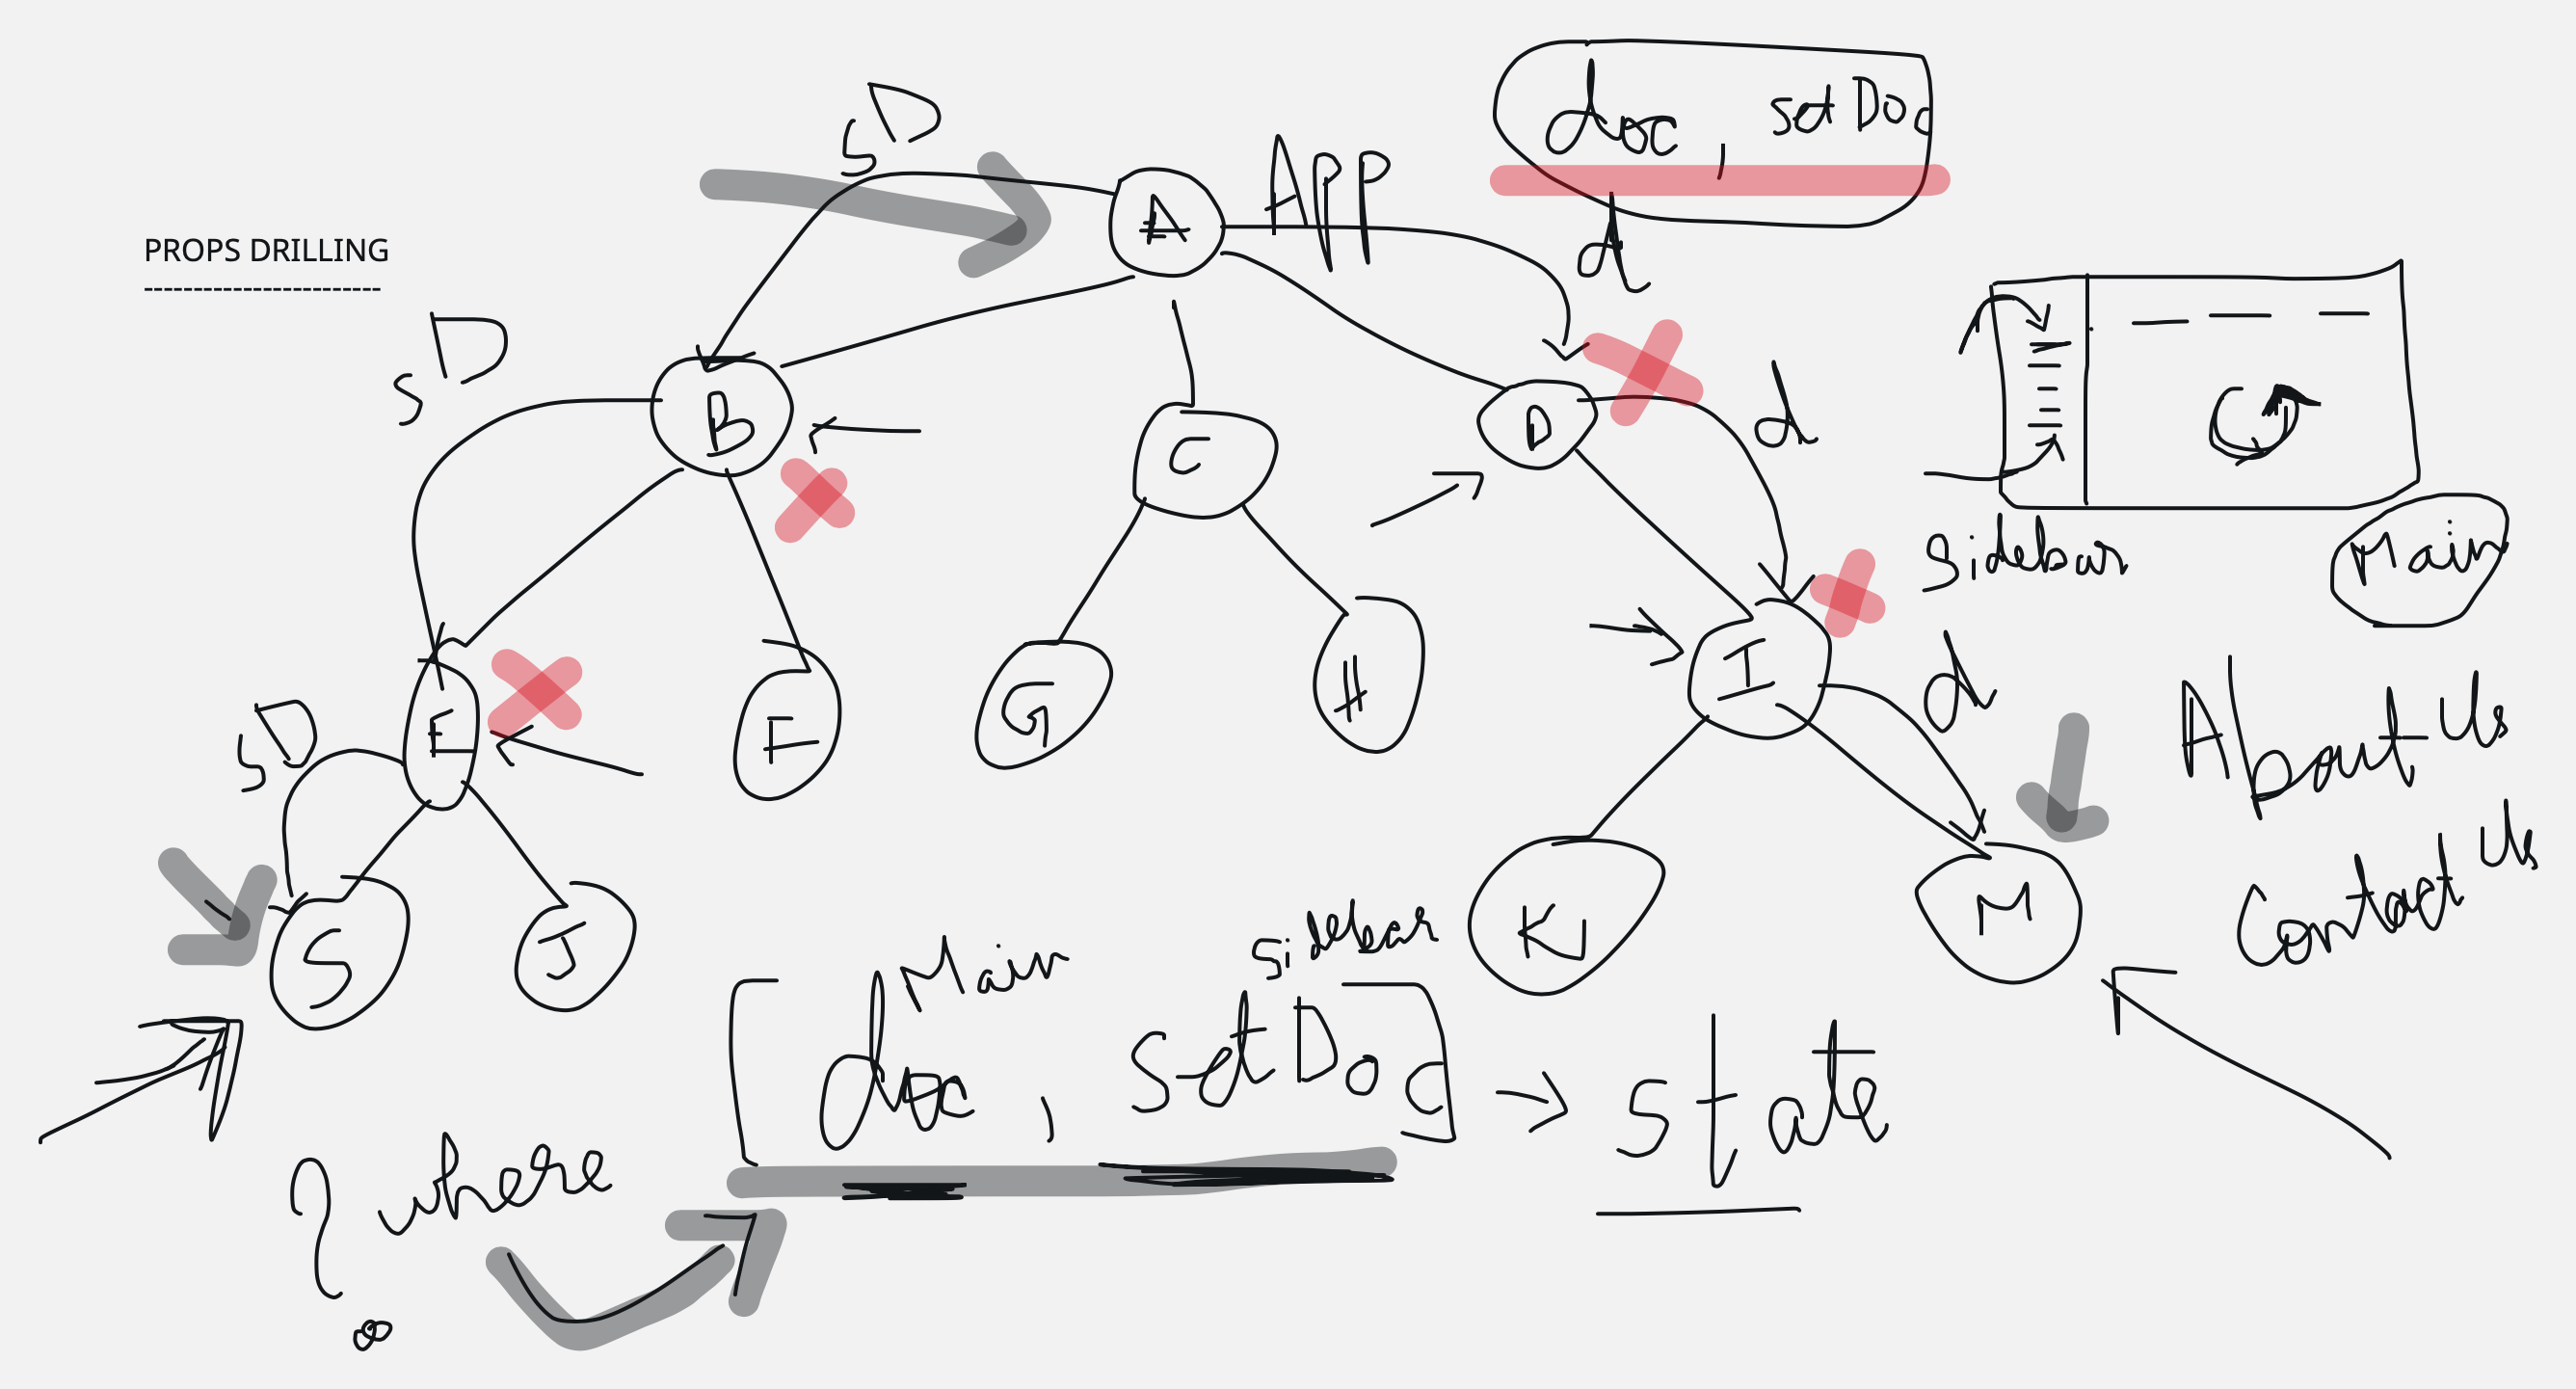 PROPS DRILLING
-----------------------
doc, setDoc
sD
APP
A
d
sD
B
C
D
d
Sidebar
Main
sD
E
F
G
H
I
d
About Us
Contact Us
S
J
K
M
Main
sidebar
[doc, setDoc] → state
? where